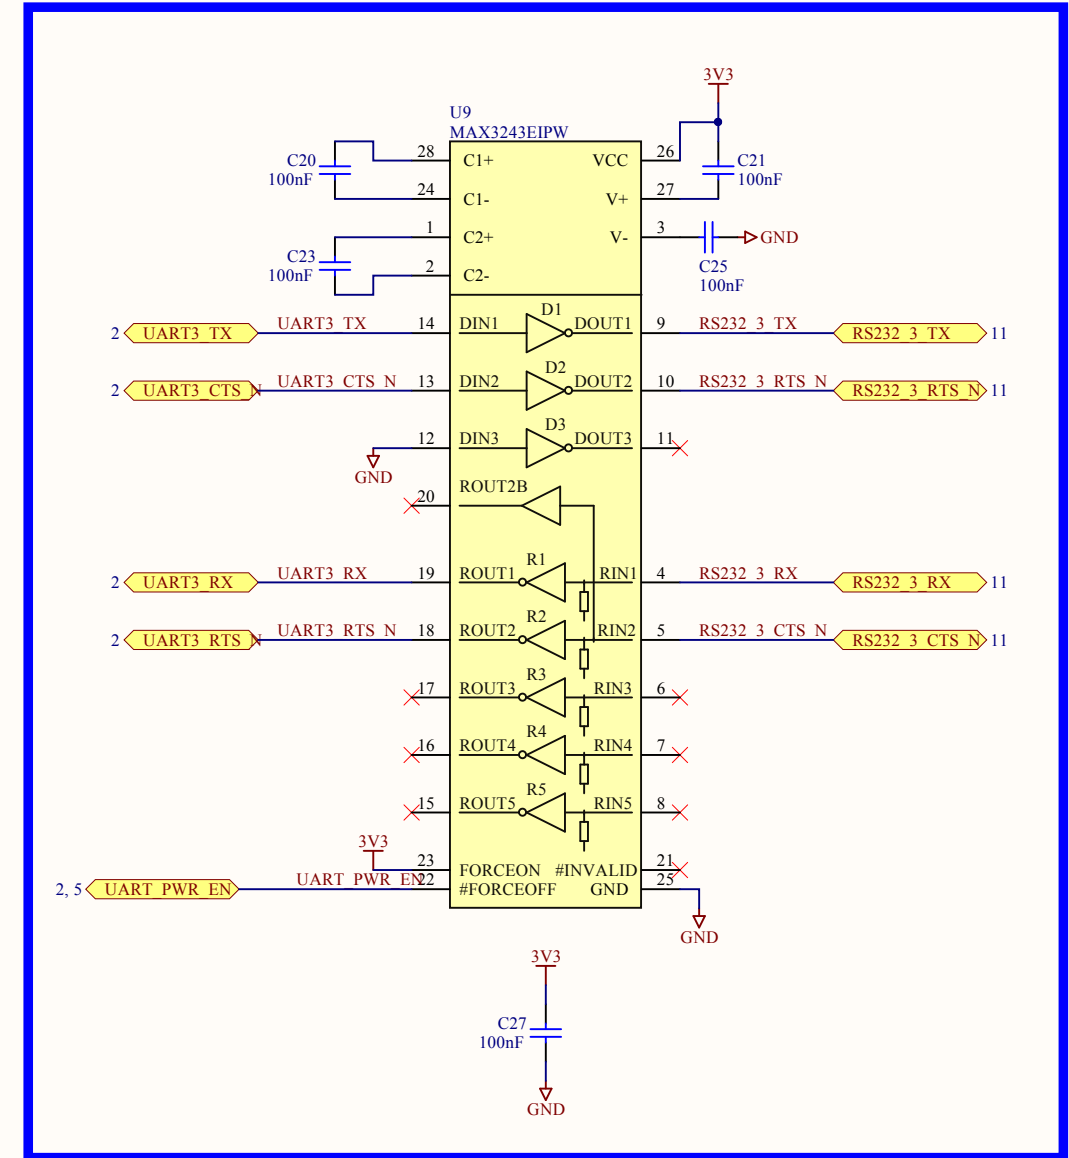 3V3
U9
MAX3243EIPW
C20
100nF
28 C1+ VCC 26
C21
100nF
24 C1- V+ 27
1 C2+ V- 3
GND
C23
100nF
2 C2-
C25
100nF
D1
2 UART3_TX UART3_TX 14 DIN1 DOUT1 9 RS232_3_TX RS232_3_TX 11
D2
2 UART3_CTS_N UART3_CTS_N 13 DIN2 DOUT2 10 RS232_3_RTS_N RS232_3_RTS_N 11
D3
12 DIN3 DOUT3 11
GND
20 ROUT2B
R1
2 UART3_RX UART3_RX 19 ROUT1 RIN1 4 RS232_3_RX RS232_3_RX 11
R2
2 UART3_RTS_N UART3_RTS_N 18 ROUT2 RIN2 5 RS232_3_CTS_N RS232_3_CTS_N 11
R3
17 ROUT3 RIN3 6
R4
16 ROUT4 RIN4 7
R5
15 ROUT5 RIN5 8
3V3
23 FORCEON #INVALID 21
2, 5 UART_PWR_EN UART_PWR_EN 22 #FORCEOFF GND 25
GND
3V3
C27
100nF
GND